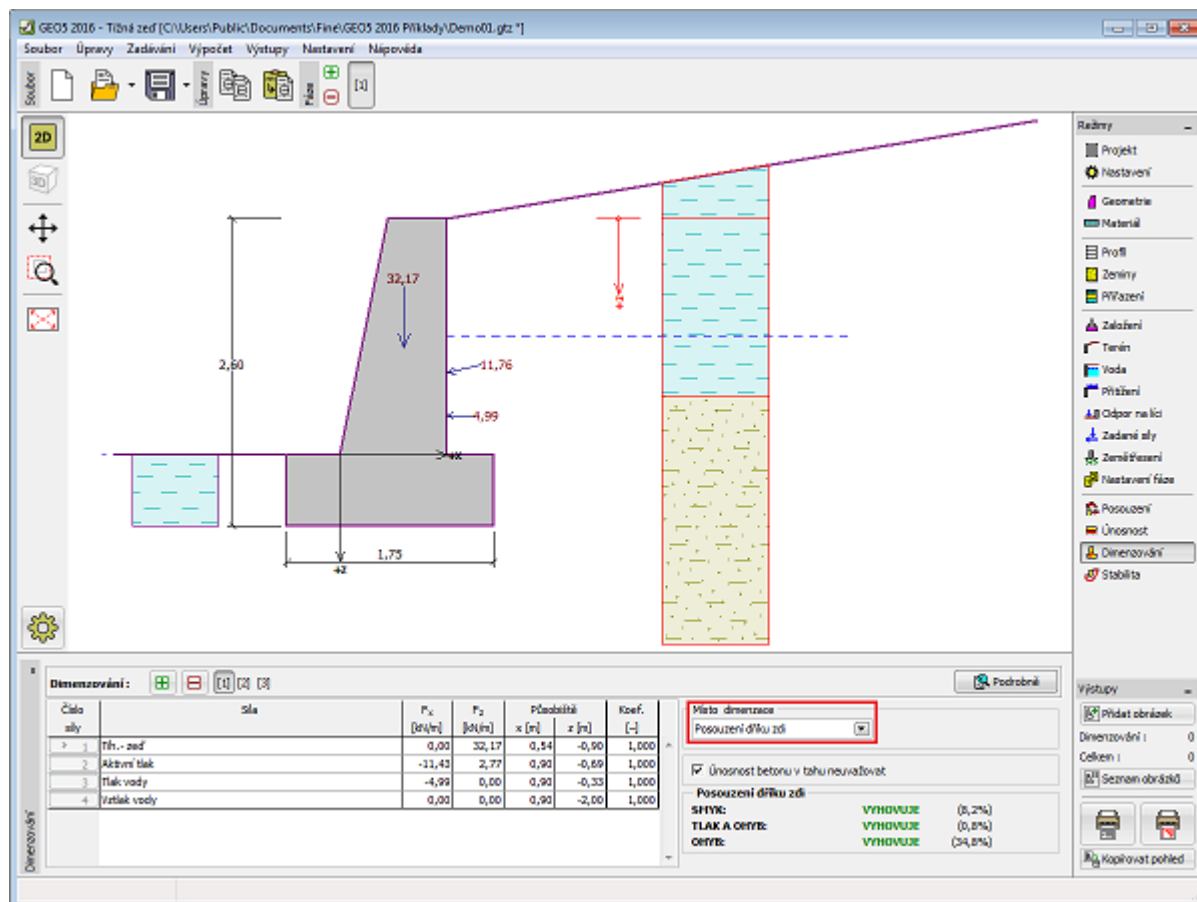 GEO5 2016 - Tížná zeď [C:\Users\Public\Documents\Fine\GEO5 2016 Příklady\Demo01.gtz *]
Soubor Úpravy Zadávání Výpočet Výstupy Nastavení Nápověda
Soubor
Úpravy
Fáze
[1]
2D
3D
32,17
11,76
4,99
2,60
1,75
+x
+z
+z
Režimy
Projekt
Nastavení
Geometrie
Materiál
Profil
Zeminy
Přiřazení
Založení
Terén
Voda
Přitížení
Odpor na líci
Zadané síly
Zemětřesení
Nastavení fáze
Posouzení
Únosnost
Dimenzování
Stabilita
Dimenzování : [1] [2] [3]
Podrobně
Číslo síly Síla Fx [kN/m] Fz [kN/m] Působiště x [m] z [m] Koef. [-]
1 Tíh.- zeď 0,00 32,17 0,54 -0,90 1,000
2 Aktivní tlak -11,43 2,77 0,90 -0,69 1,000
3 Tlak vody -4,99 0,00 0,90 -0,33 1,000
4 Vztlak vody 0,00 0,00 0,90 -2,00 1,000
Místo dimenzace
Posouzení dříku zdi
Únosnost betonu v tahu neuvažovat
Posouzení dříku zdi
SMYK: VYHOVUJE (8,2%)
TLAK A OHYB: VYHOVUJE (0,8%)
OHYB: VYHOVUJE (34,8%)
Dimenzování
Výstupy
Přidat obrázek
Dimenzování : 0
Celkem : 0
Seznam obrázků
Kopírovat pohled